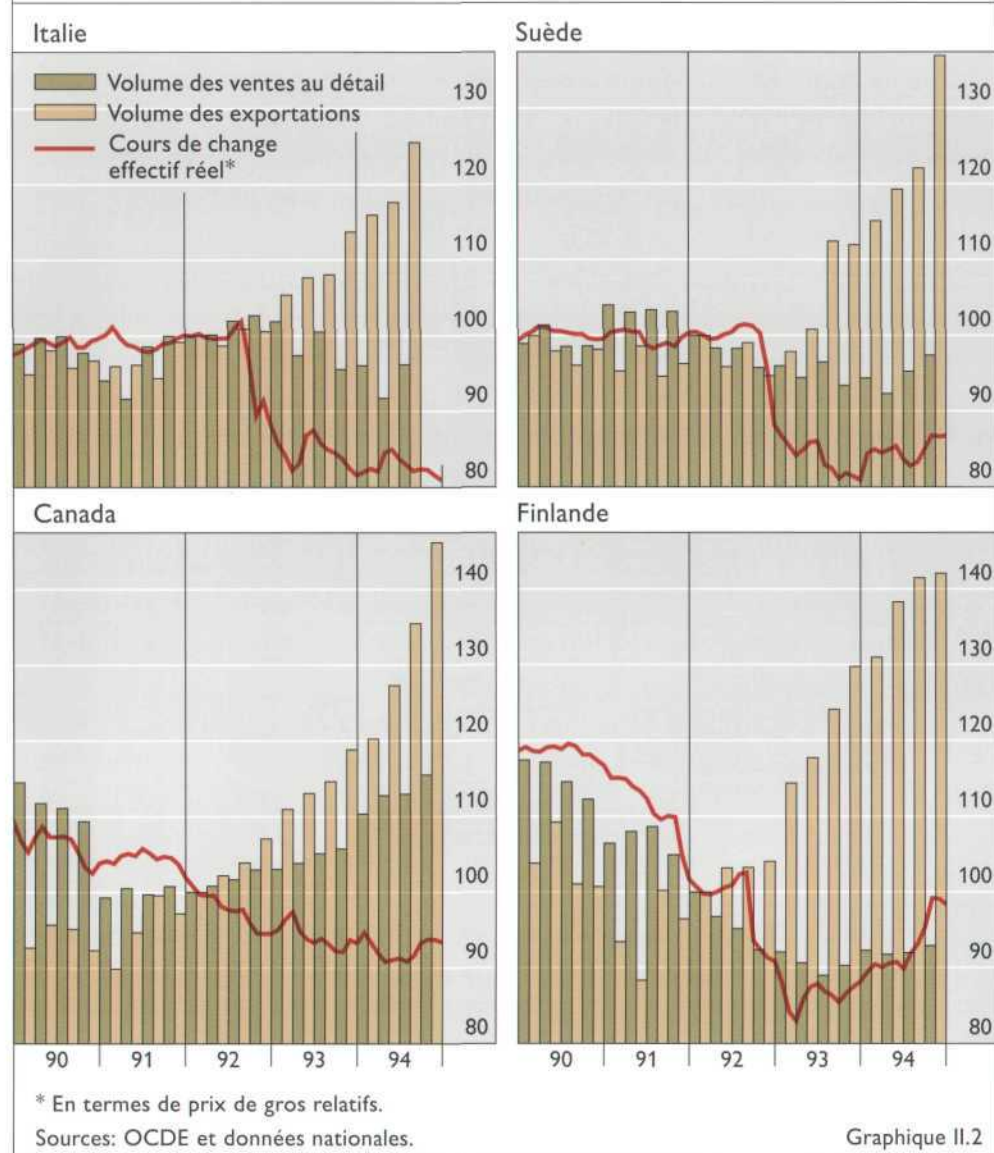 Italie
Volume des ventes au détail
Volume des exportations
Cours de change
effectif réel*
130
120
110
100
90
80
Suède
130
120
110
100
90
80
Canada
140
130
120
110
100
90
80
90 91 92 93 94
Finlande
140
130
120
110
100
90
80
90 91 92 93 94
* En termes de prix de gros relatifs.
Sources: OCDE et données nationales.
Graphique II.2